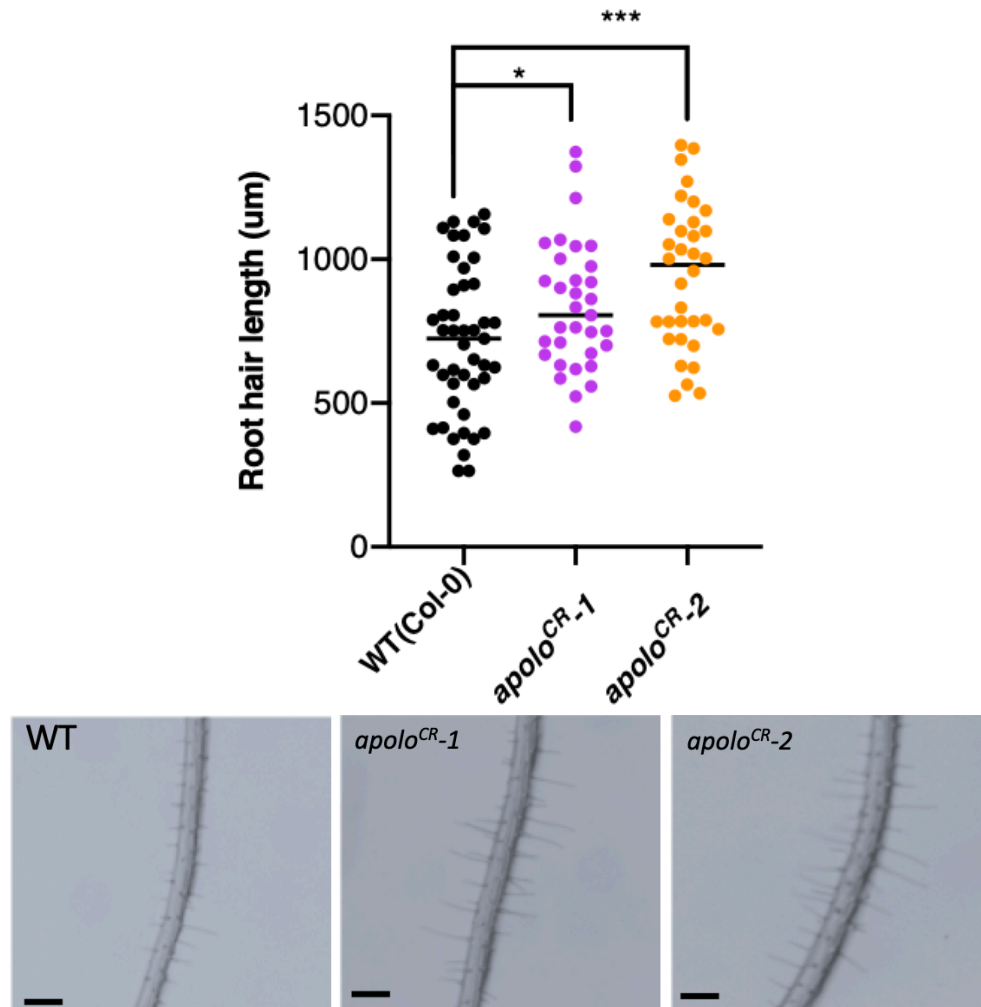 ***
*
1500
1000
500
0
Root hair length (um)
WT(Col-0)
apolo^CR-1
apolo^CR-2
WT
apolo^CR-1
apolo^CR-2